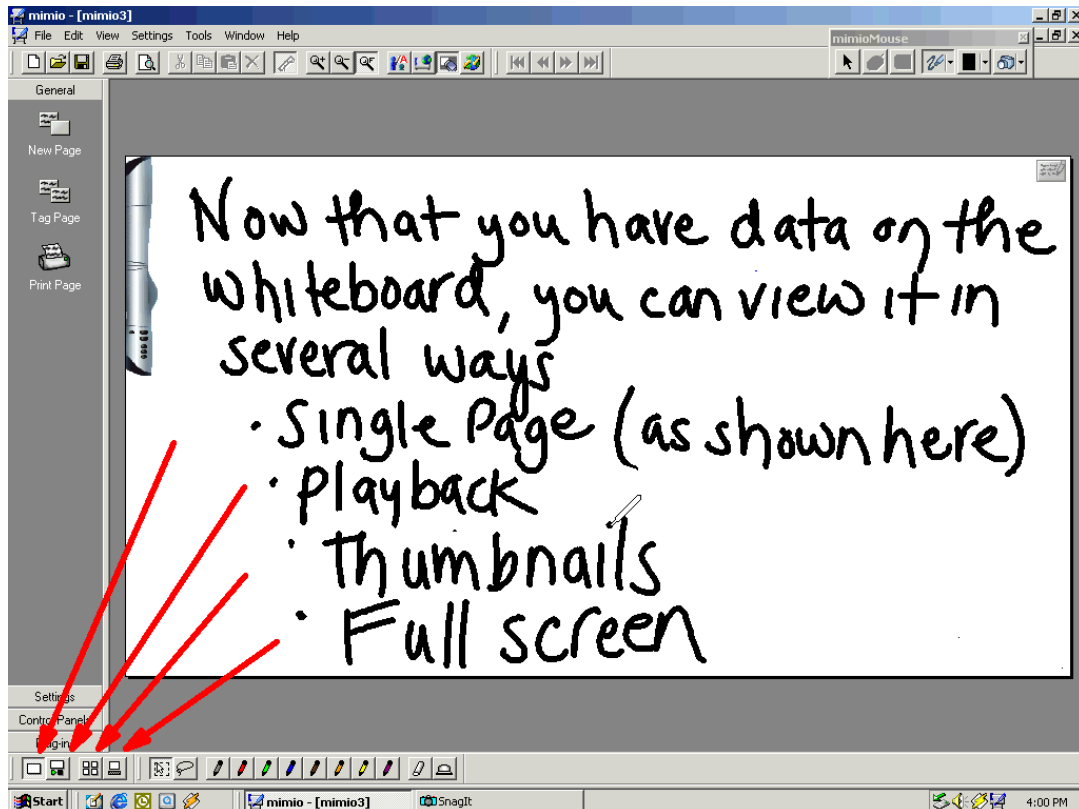 mimio - [mimio3]
File Edit View Settings Tools Window Help
mimioMouse
General
New Page
Tag Page
Print Page
Now that you have data on the
whiteboard, you can view it in
several ways
· Single Page (as shown here)
· Playback
· Thumbnails
· Full screen
Settings
Control Panels
Plug-in
Start
mimio - [mimio3]
SnagIt
4:00 PM